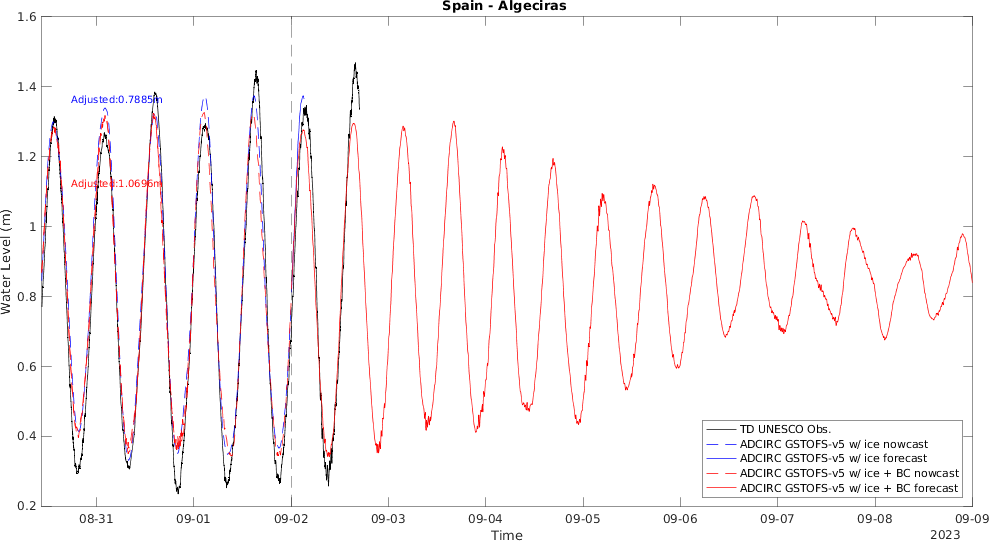 Spain - Algeciras
1.6
1.4
1.2
1
0.8
0.6
0.4
0.2
Water Level (m)
Adjusted:0.7885m
Adjusted:1.0696m
TD UNESCO Obs.
ADCIRC GSTOFS-v5 w/ ice nowcast
ADCIRC GSTOFS-v5 w/ ice forecast
ADCIRC GSTOFS-v5 w/ ice + BC nowcast
ADCIRC GSTOFS-v5 w/ ice + BC forecast
08-31 09-01 09-02 09-03 09-04 09-05 09-06 09-07 09-08 09-09
Time
2023